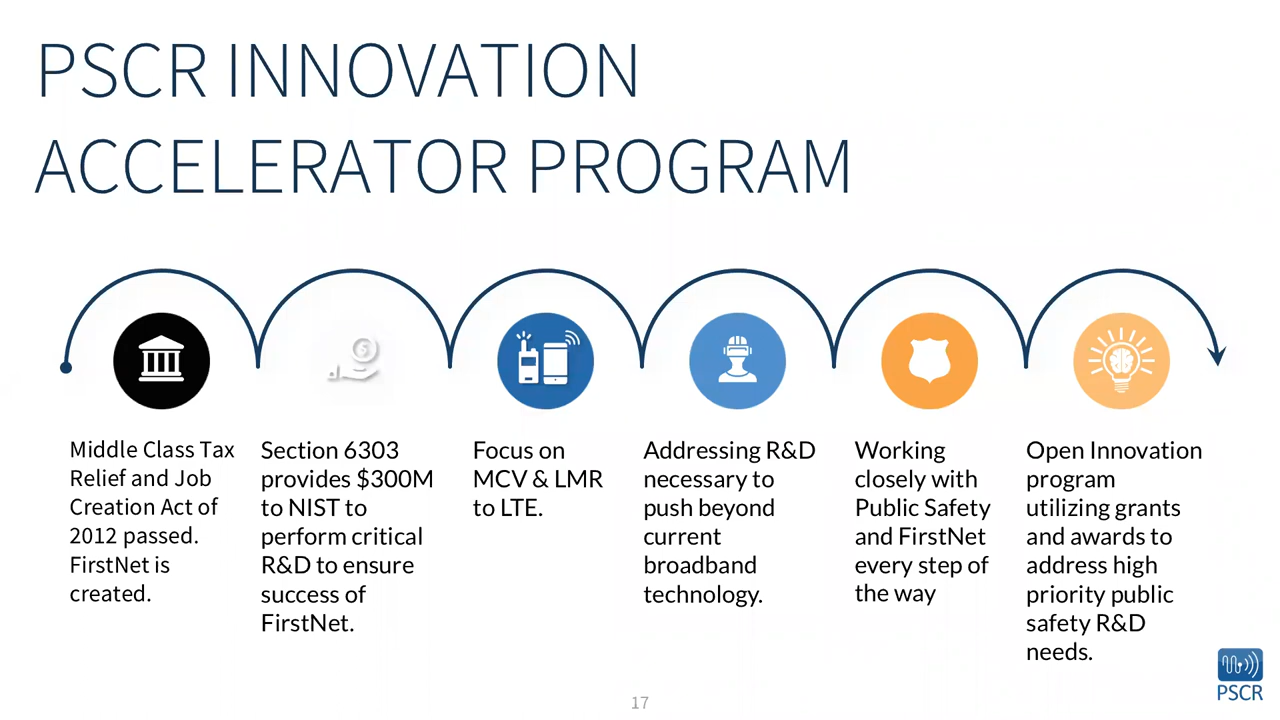 PSCR INNOVATION
ACCELERATOR PROGRAM
Middle Class Tax
Relief and Job
Creation Act of
2012 passed.
FirstNet is
created.
Section 6303
provides $300M
to NIST to
perform critical
R&D to ensure
success of
FirstNet.
Focus on
MCV & LMR
to LTE.
Addressing R&D
necessary to
push beyond
current
broadband
technology.
Working
closely with
Public Safety
and FirstNet
every step of
the way
Open Innovation
program
utilizing grants
and awards to
address high
priority public
safety R&D
needs.
PSCR
17